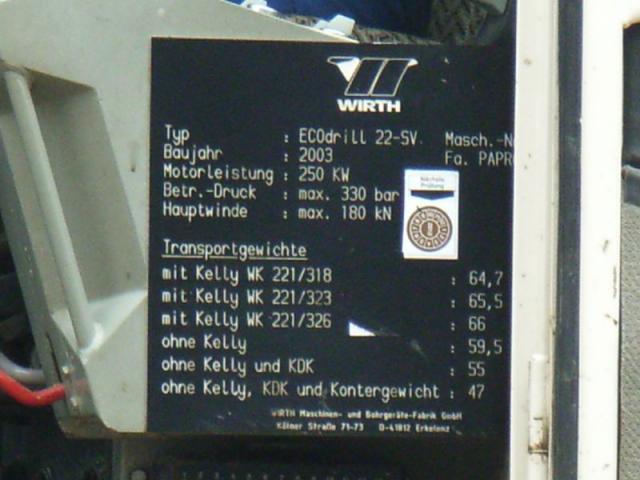 WIRTH
Typ : ECOdrill 22-SV. Masch.-N
Baujahr : 2003 Fa. PAPR
Motorleistung : 250 KW
Betr.-Druck : max. 330 bar
Hauptwinde : max. 180 kN
Nächste
Prüfung
Transportgewichte
mit Kelly WK 221/318 : 64,7
mit Kelly WK 221/323 : 65,5
mit Kelly WK 221/326 : 66
ohne Kelly : 59,5
ohne Kelly und KDK : 55
ohne Kelly, KDK und Kontergewicht : 47
WIRTH Maschinen- und Bohrgeräte-Fabrik GmbH
Kölner Straße 71-73 D-41812 Erkelenz